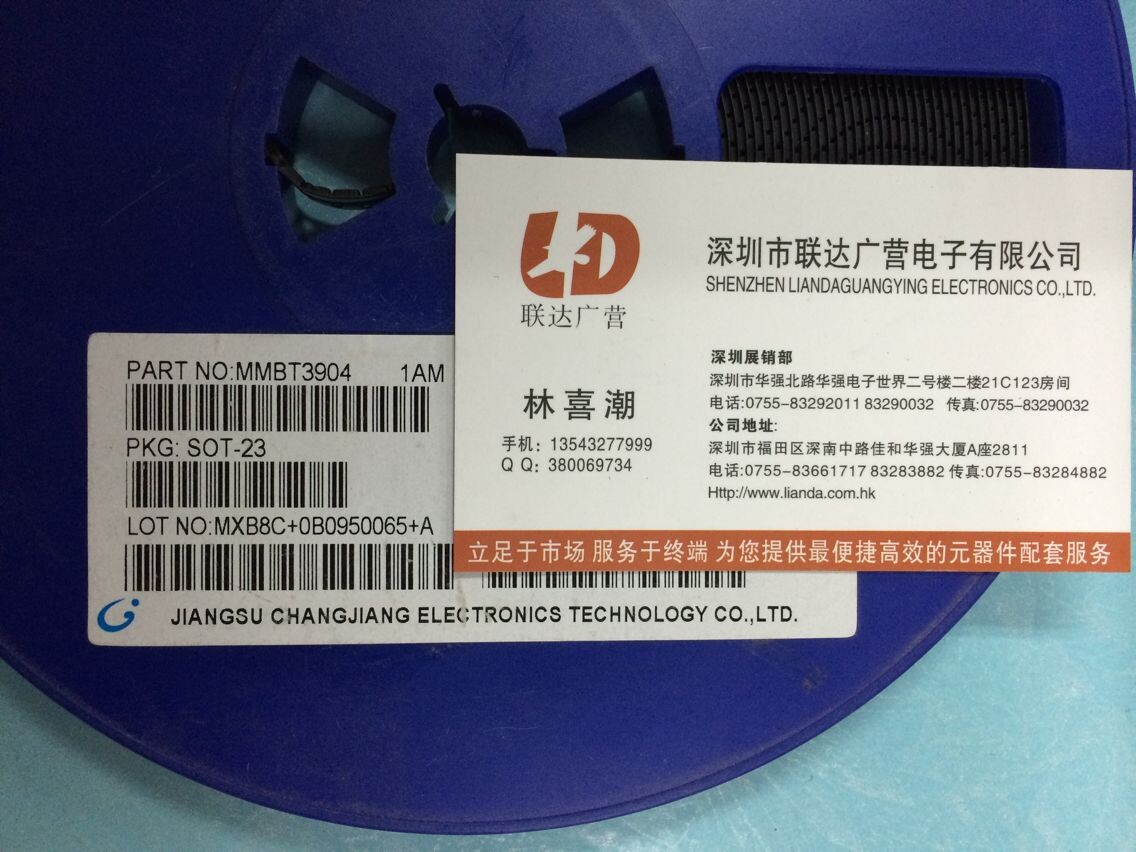 PART NO:MMBT3904 1AM
PKG: SOT-23
LOT NO:MXB8C+0B0950065+A
JIANGSU CHANGJIANG ELECTRONICS TECHNOLOGY CO.,LTD.
LD
联达广营
深圳市联达广营电子有限公司
SHENZHEN LIANDAGUANGYING ELECTRONICS CO.,LTD.
林喜潮
手机: 13543277999
Q Q: 380069734
深圳展销部
深圳市华强北路华强电子世界二号楼二楼21C123房间
电话:0755-83292011 83290032 传真:0755-83290032
公司地址:
深圳市福田区深南中路佳和华强大厦A座2811
电话:0755-83661717 83283882 传真:0755-83284882
Http://www.lianda.com.hk
立足于市场 服务于终端 为您提供最便捷高效的元器件配套服务